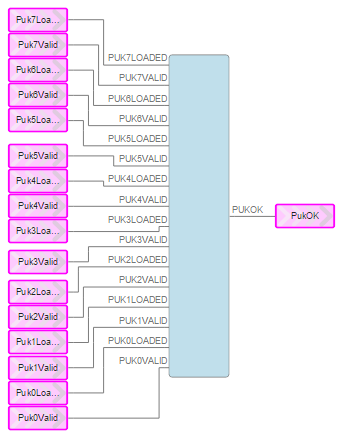 Puk7Loa...
PUK7LOADED
Puk7Valid
PUK7VALID
Puk6Loa...
PUK6LOADED
Puk6Valid
PUK6VALID
Puk5Loa...
PUK5LOADED
Puk5Valid
PUK5VALID
Puk4Loa...
PUK4LOADED
Puk4Valid
PUK4VALID
Puk3Loa...
PUK3LOADED
Puk3Valid
PUK3VALID
Puk2Loa...
PUK2LOADED
Puk2Valid
PUK2VALID
Puk1Loa...
PUK1LOADED
Puk1Valid
PUK1VALID
Puk0Loa...
PUK0LOADED
Puk0Valid
PUK0VALID
PUKOK
PukOK